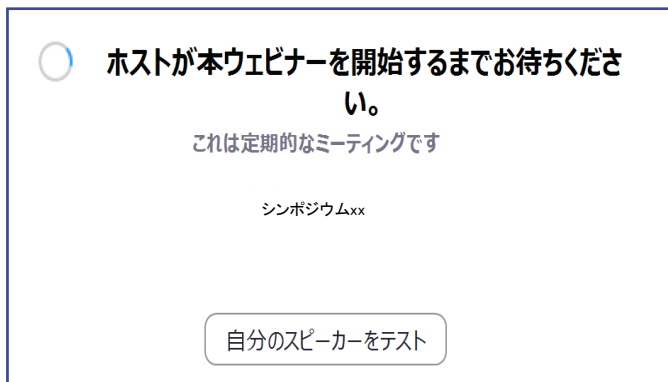 ホストが本ウェビナーを開始するまでお待ちくださ
い。
これは定期的なミーティングです
シンポジウムxx
自分のスピーカーをテスト